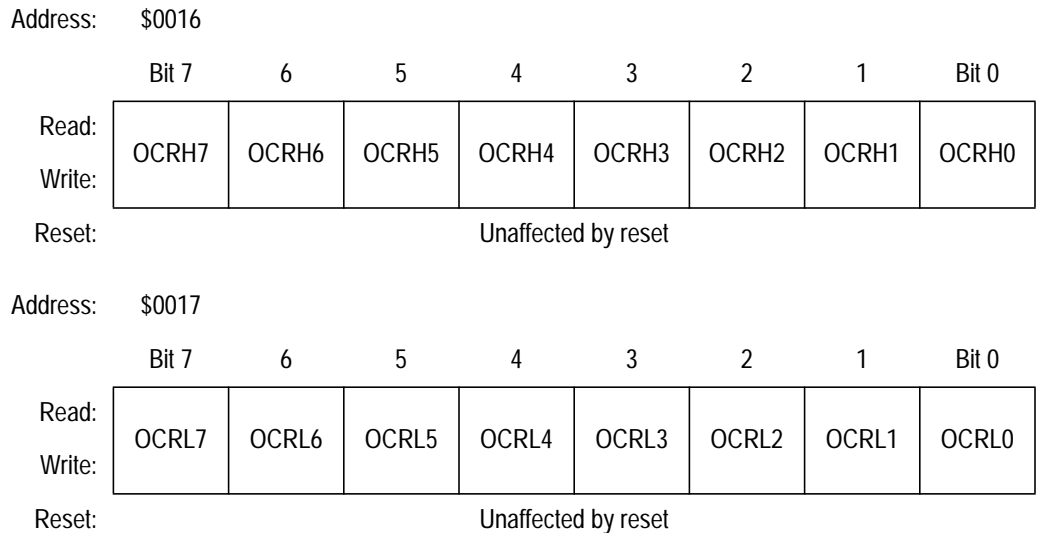 Address: $0016
Bit 7 6 5 4 3 2 1 Bit 0
Read:
OCRH7 OCRH6 OCRH5 OCRH4 OCRH3 OCRH2 OCRH1 OCRH0
Write:
Reset: Unaffected by reset
Address: $0017
Bit 7 6 5 4 3 2 1 Bit 0
Read:
OCRL7 OCRL6 OCRL5 OCRL4 OCRL3 OCRL2 OCRL1 OCRL0
Write:
Reset: Unaffected by reset